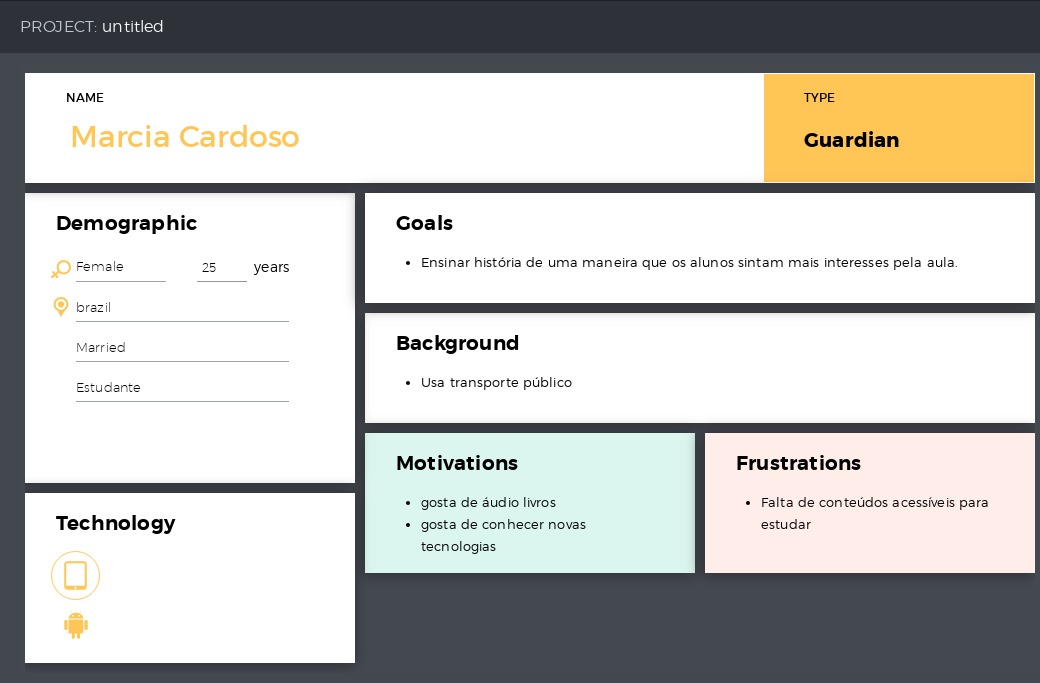 PROJECT: untitled
NAME
Marcia Cardoso
TYPE
Guardian
Demographic
Female 25 years
brazil
Married
Estudante
Technology
Goals
• Ensinar história de uma maneira que os alunos sintam mais interesses pela aula.
Background
• Usa transporte público
Motivations
• gosta de áudio livros
• gosta de conhecer novas
tecnologias
Frustrations
• Falta de conteúdos acessíveis para
estudar